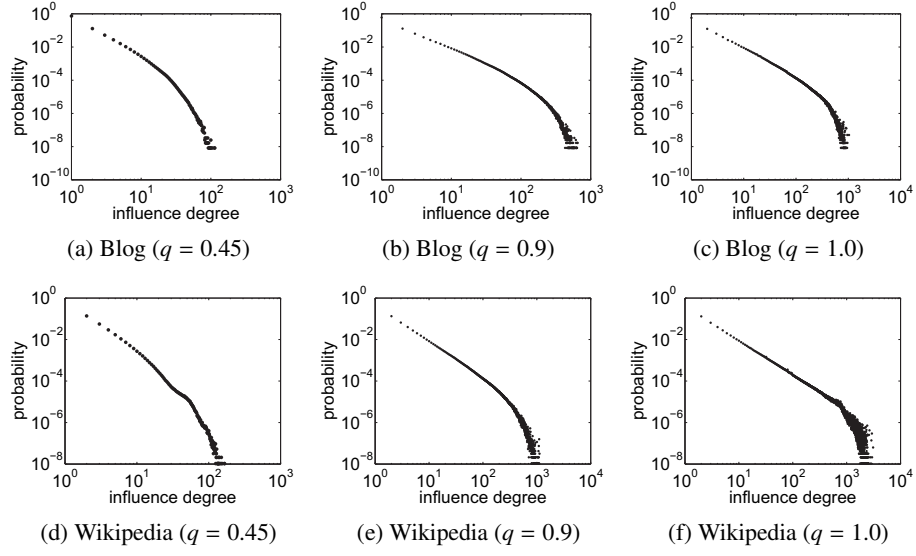 10^0
10^-2
10^-4
10^-6
10^-8
10^-10
probability
10^0 10^1 10^2 10^3
influence degree
(a) Blog (q = 0.45)
10^0
10^-2
10^-4
10^-6
10^-8
10^-10
probability
10^0 10^1 10^2 10^3
influence degree
(b) Blog (q = 0.9)
10^0
10^-2
10^-4
10^-6
10^-8
10^-10
probability
10^0 10^1 10^2 10^3 10^4
influence degree
(c) Blog (q = 1.0)
10^0
10^-2
10^-4
10^-6
10^-8
probability
10^0 10^1 10^2 10^3
influence degree
(d) Wikipedia (q = 0.45)
10^0
10^-2
10^-4
10^-6
10^-8
probability
10^0 10^1 10^2 10^3 10^4
influence degree
(e) Wikipedia (q = 0.9)
10^0
10^-2
10^-4
10^-6
10^-8
probability
10^0 10^1 10^2 10^3 10^4
influence degree
(f) Wikipedia (q = 1.0)